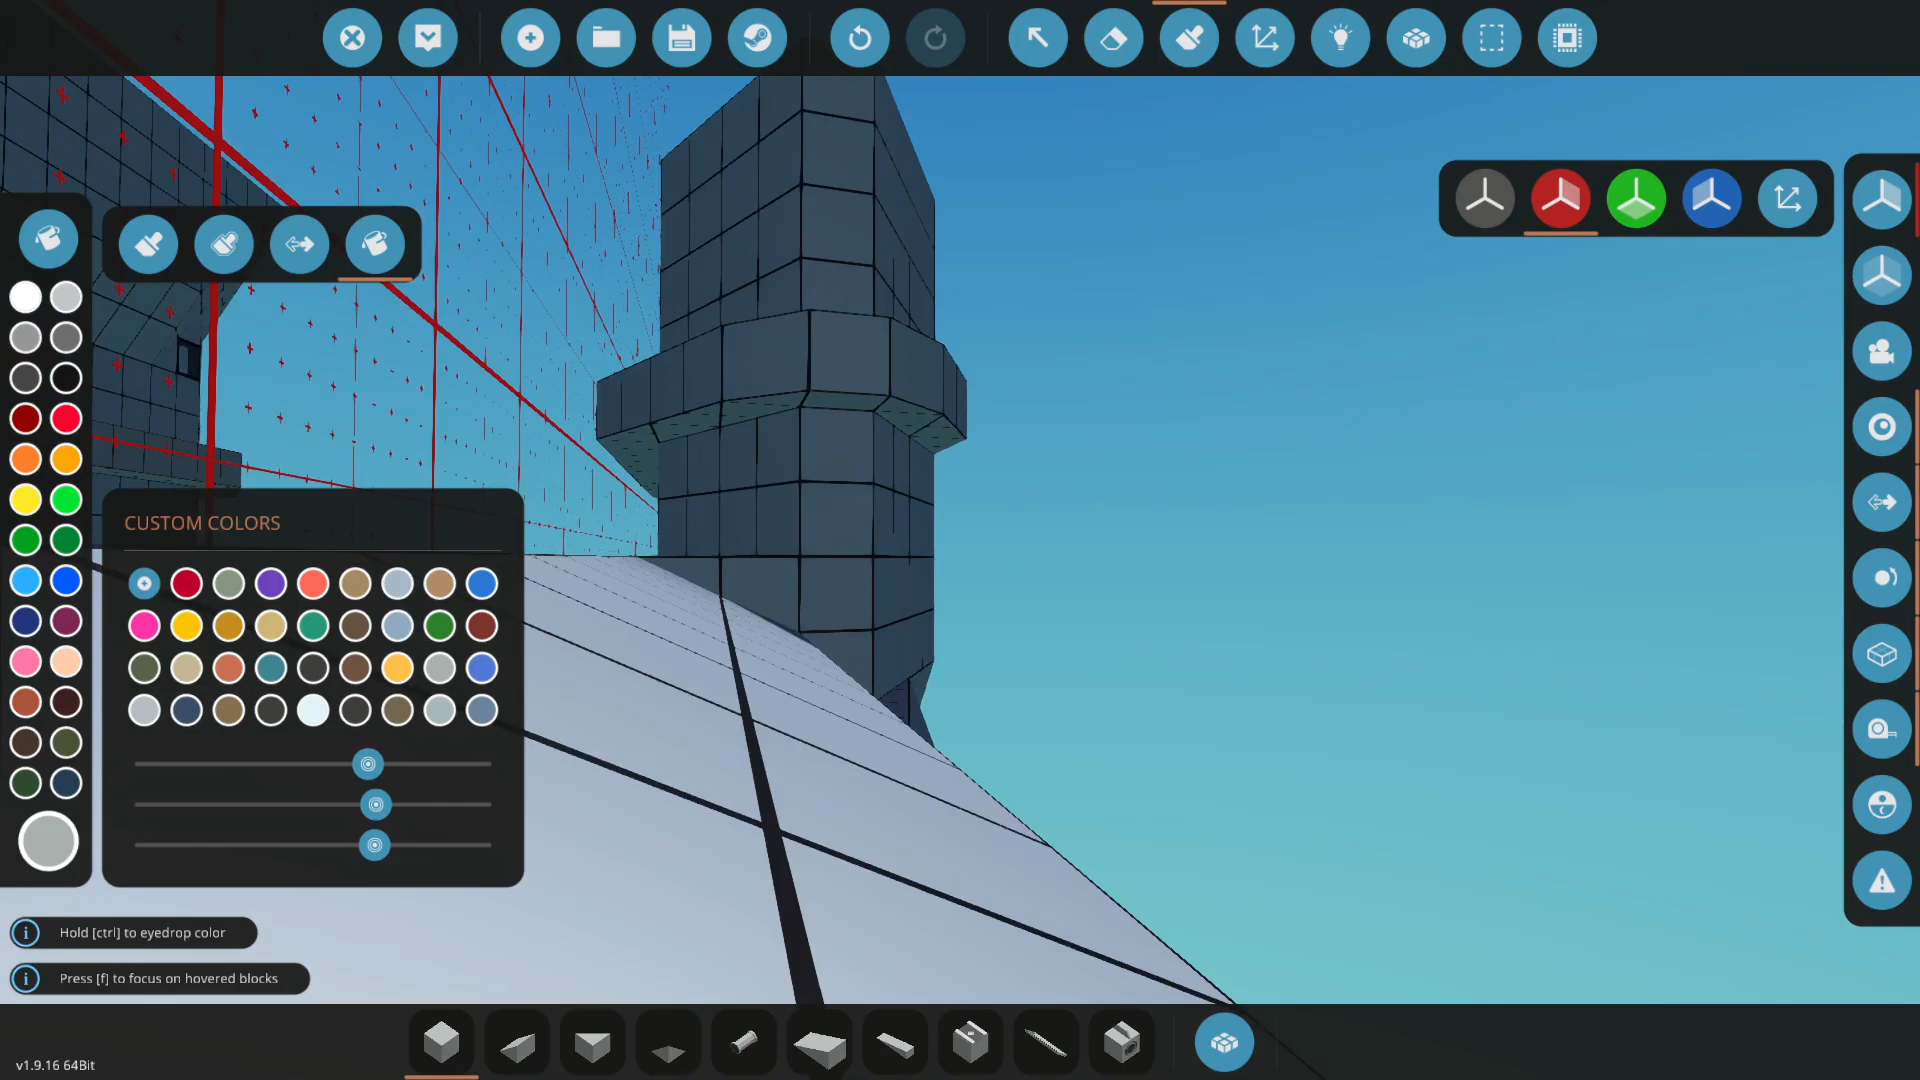 CUSTOM COLORS
Hold [ctrl] to eyedrop color
Press [f] to focus on hovered blocks
v1.9.16 64Bit